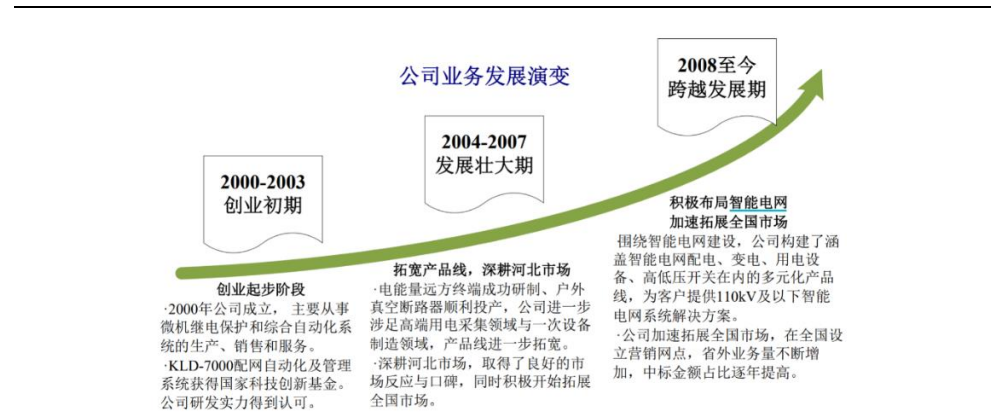 公司业务发展演变
2000-2003
创业初期
创业起步阶段
·2000年公司成立， 主要从事
微机继电保护和综合自动化系
统的生产、销售和服务。
·KLD-7000配网自动化及管理
系统获得国家科技创新基金。
公司研发实力得到认可。
2004-2007
发展壮大期
拓宽产品线，深耕河北市场
·电能量远方终端成功研制、户外
真空断路器顺利投产，公司进一步
涉足高端用电采集领域与一次设备
制造领域，产品线进一步拓宽。
·深耕河北市场，取得了良好的市
场反应与口碑，同时积极开始拓展
全国市场。
2008至今
跨越发展期
积极布局智能电网
加速拓展全国市场
·围绕智能电网建设，公司构建了涵
盖智能电网配电、变电、用电设
备、高低压开关在内的多元化产品
线，为客户提供110kV及以下智能
电网系统解决方案。
·公司加速拓展全国市场，在全国设
立营销网点，省外业务量不断增
加，中标金额占比逐年提高。